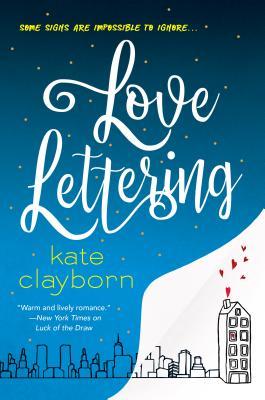 SOME SIGNS ARE IMPOSSIBLE TO IGNORE...
Love
Lettering
kate
clayborn
"Warm and lively romance."
—New York Times on
Luck of the Draw